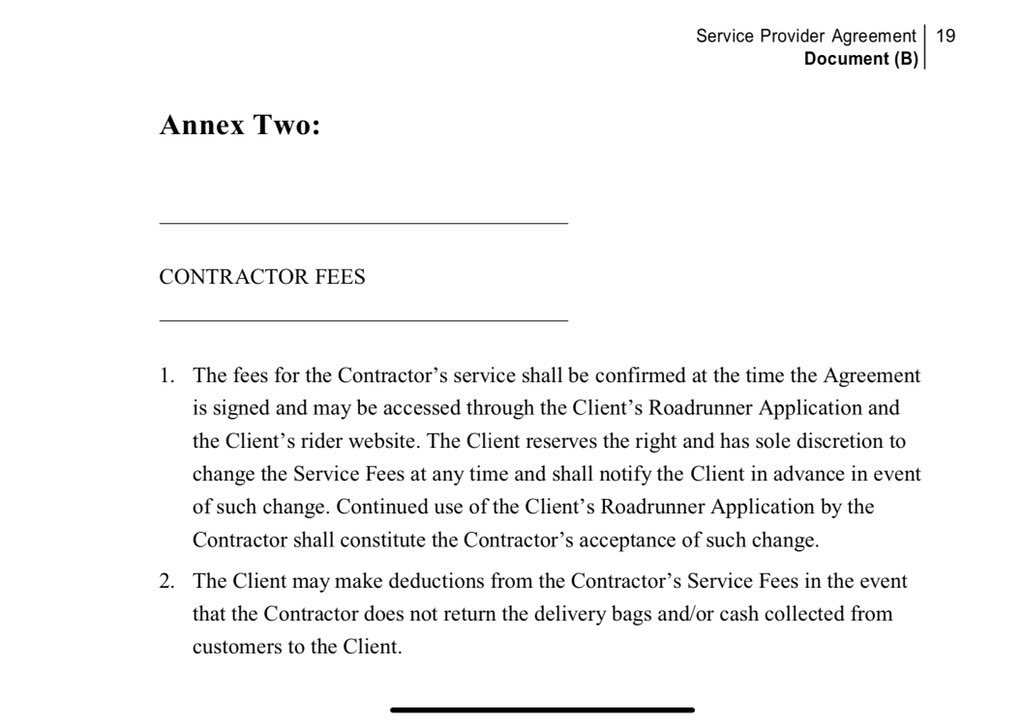 Service Provider Agreement 19
Document (B)
Annex Two:
CONTRACTOR FEES
1. The fees for the Contractor’s service shall be confirmed at the time the Agreement
is signed and may be accessed through the Client’s Roadrunner Application and
the Client’s rider website. The Client reserves the right and has sole discretion to
change the Service Fees at any time and shall notify the Client in advance in event
of such change. Continued use of the Client’s Roadrunner Application by the
Contractor shall constitute the Contractor’s acceptance of such change.
2. The Client may make deductions from the Contractor’s Service Fees in the event
that the Contractor does not return the delivery bags and/or cash collected from
customers to the Client.